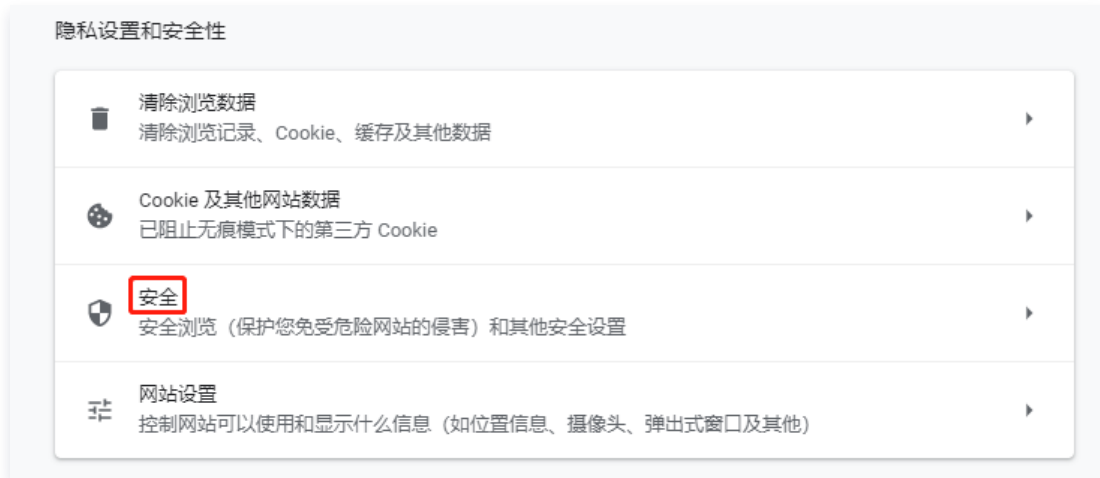 隐私设置和安全性
清除浏览数据
清除浏览记录、Cookie、缓存及其他数据
Cookie 及其他网站数据
已阻止无痕模式下的第三方 Cookie
安全
安全浏览（保护您免受危险网站的侵害）和其他安全设置
网站设置
控制网站可以使用和显示什么信息（如位置信息、摄像头、弹出式窗口及其他）